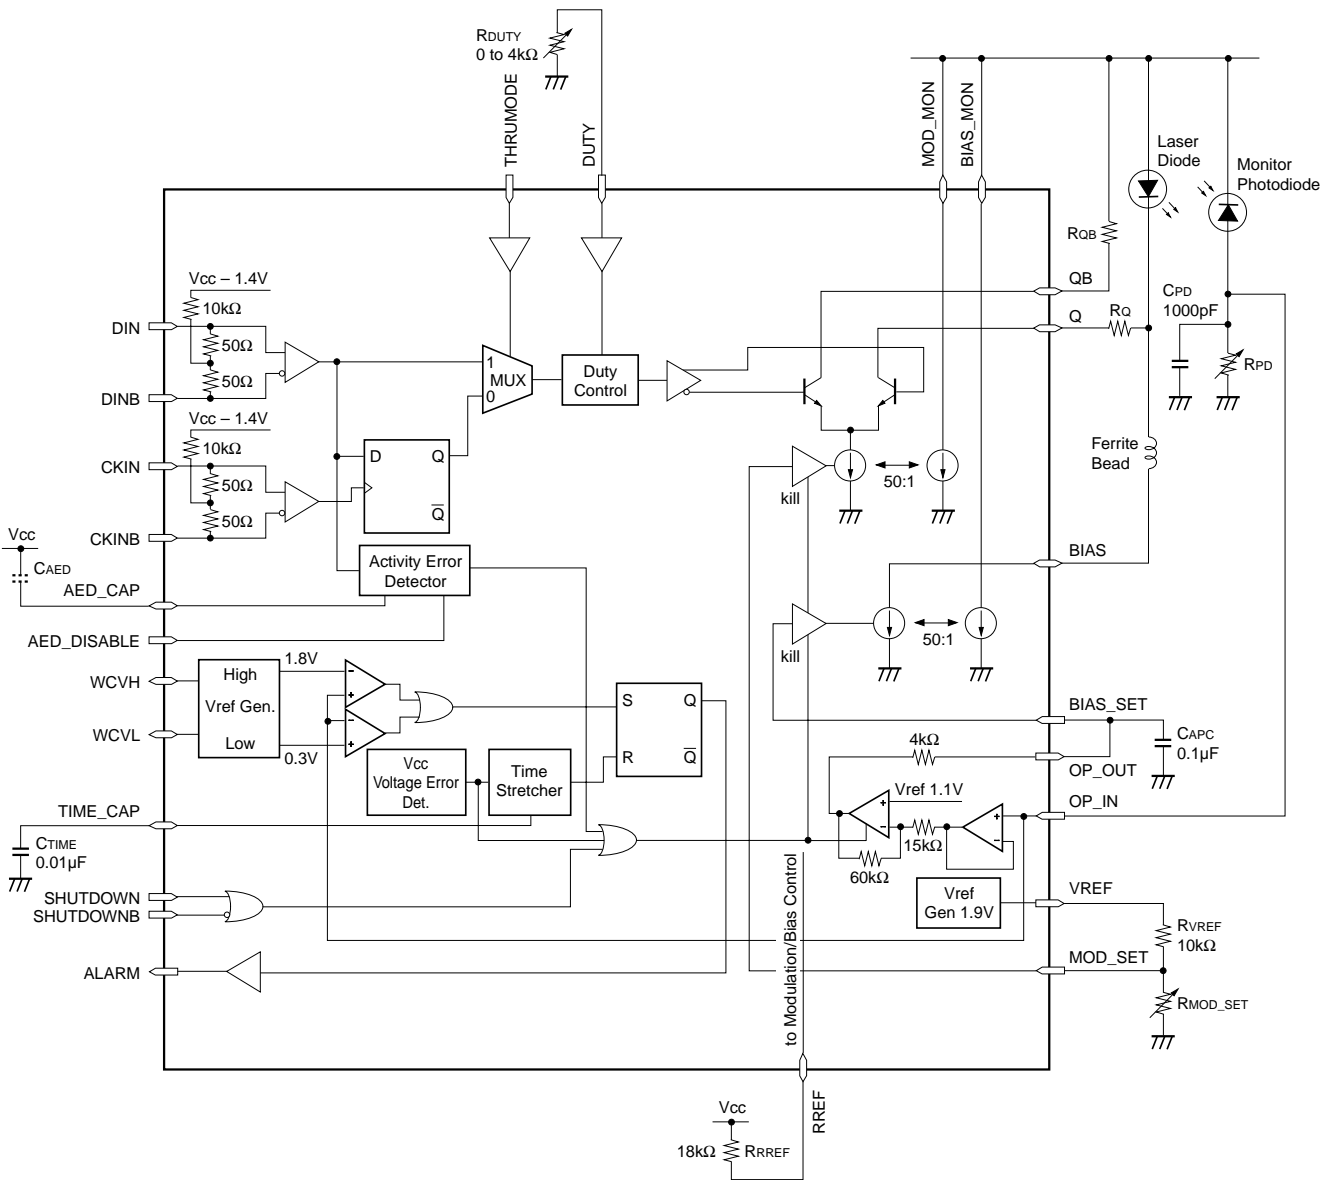 RDUTY
0 to 4kΩ
THRUMODE
DUTY
MOD_MON
BIAS_MON
Laser
Diode
Monitor
Photodiode
RQB
QB
Q
RQ
CPD
1000pF
RPD
Vcc – 1.4V
10kΩ
DIN
50Ω
50Ω
DINB
1
MUX
0
Duty
Control
Vcc – 1.4V
10kΩ
CKIN
50Ω
50Ω
CKINB
D
Q
Q
kill
50:1
Ferrite
Bead
Vcc
CAED
AED_CAP
Activity Error
Detector
BIAS
AED_DISABLE
kill
50:1
WCVH
High
Vref Gen.
Low
WCVL
1.8V
–
+
–
+
0.3V
S
Q
R
Q
BIAS_SET
CAPC
0.1µF
4kΩ
OP_OUT
Vcc
Voltage Error
Det.
Time
Stretcher
Vref 1.1V
+
–
+
–
OP_IN
15kΩ
60kΩ
TIME_CAP
CTIME
0.01µF
Vref
Gen 1.9V
VREF
RVREF
10kΩ
SHUTDOWN
SHUTDOWNB
MOD_SET
RMOD_SET
ALARM
to Modulation/Bias Control
RREF
Vcc
18kΩ
RRREF